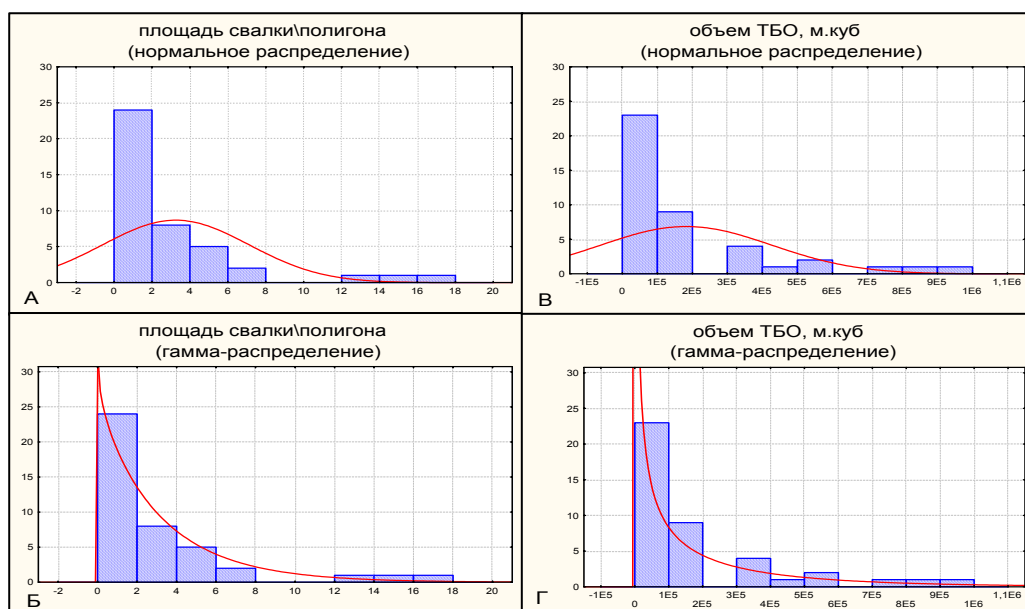 площадь свалки\полигона
(нормальное распределение)
30
25
20
15
10
5
0
-2 0 2 4 6 8 10 12 14 16 18 20
А
объем ТБО, м.куб
(нормальное распределение)
30
25
20
15
10
5
0
-1E5 1E5 3E5 5E5 7E5 9E5 1,1E6
0 2E5 4E5 6E5 8E5 1E6
В
площадь свалки\полигона
(гамма-распределение)
30
25
20
15
10
5
0
-2 0 2 4 6 8 10 12 14 16 18 20
Б
объем ТБО, м.куб
(гамма-распределение)
30
25
20
15
10
5
0
-1E5 1E5 3E5 5E5 7E5 9E5 1,1E6
0 2E5 4E5 6E5 8E5 1E6
Г